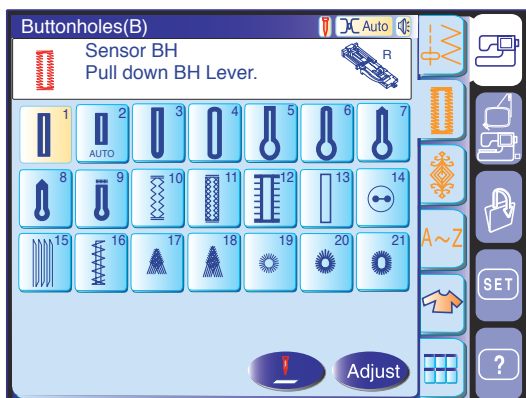 Buttonholes(B) Auto
Sensor BH R
Pull down BH Lever.
1 2 3 4 5 6 7
AUTO
8 9 10 11 12 13 14
A~Z
15 16 17 18 19 20 21
SET
Adjust ?